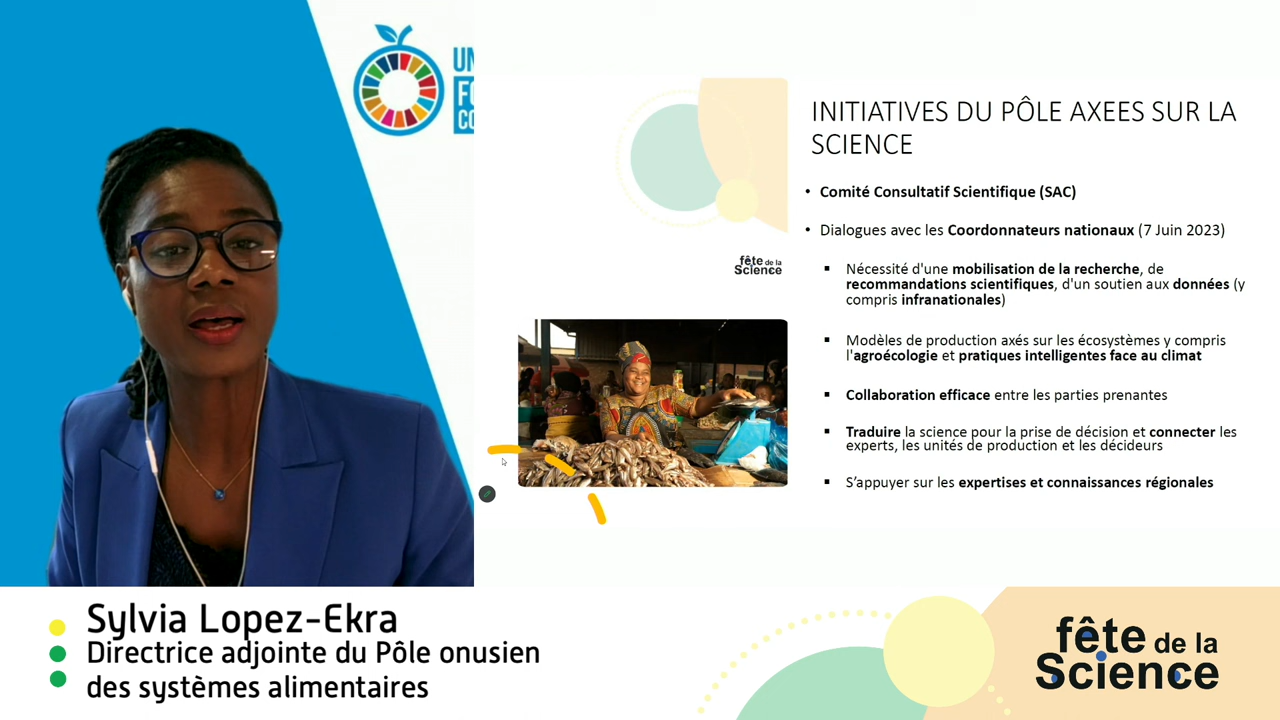 INITIATIVES DU PÔLE AXEES SUR LA
SCIENCE
• Comité Consultatif Scientifique (SAC)
• Dialogues avec les Coordonnateurs nationaux (7 Juin 2023)
▪ Nécessité d'une mobilisation de la recherche, de
recommandations scientifiques, d'un soutien aux données (y
compris infranationales)
▪ Modèles de production axés sur les écosystèmes y compris
l'agroécologie et pratiques intelligentes face au climat
▪ Collaboration efficace entre les parties prenantes
▪ Traduire la science pour la prise de décision et connecter les
experts, les unités de production et les décideurs
▪ S'appuyer sur les expertises et connaissances régionales
fête de la
Science
Sylvia Lopez-Ekra
Directrice adjointe du Pôle onusien
des systèmes alimentaires
fête de la
Science